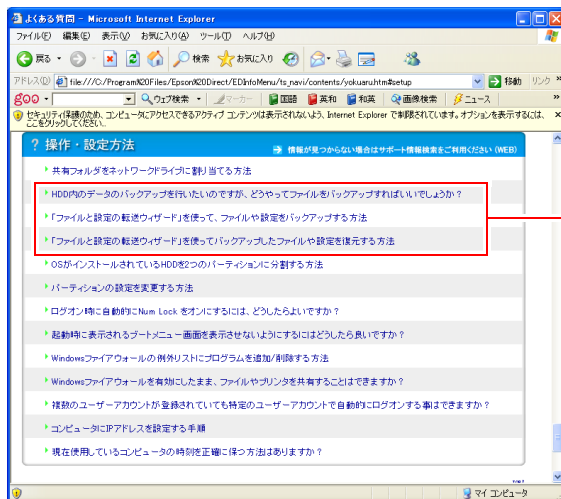 よくある質問 - Microsoft Internet Explorer
ファイル(F) 編集(E) 表示(V) お気に入り(A) ツール(T) ヘルプ(H)
戻る 検索 お気に入り
アドレス(D) file:///C:/Program%20Files/Epson%20Direct/EDInfoMenu/ts_navi/contents/yokuaru.htm#setup 移動 リンク »
goo ウェブ検索 マーカー 国語 英和 和英 画像検索 ニュース »
セキュリティ保護のため、コンピュータにアクセスできるアクティブ コンテンツは表示されないよう、Internet Explorer で制限されています。オプションを表示するには、
ここをクリックしてください...
? 操作・設定方法
情報が見つからない場合はサポート情報検索をご利用ください (WEB)
共有フォルダをネットワークドライブに割り当てる方法
HDD内のデータのバックアップを行いたいのですが、どうやってファイルをバックアップすればいいでしょうか?
「ファイルと設定の転送ウィザード」を使って、ファイルや設定をバックアップする方法
「ファイルと設定の転送ウィザード」を使ってバックアップしたファイルや設定を復元する方法
OSがインストールされているHDDを2つのパーティションに分割する方法
パーティションの設定を変更する方法
ログオン時に自動的にNum Lock をオンにするには、どうしたらよいですか?
起動時に表示されるブートメニュー画面を表示させないようにするにはどうしたら良いですか?
Windowsファイアウォールの例外リストにプログラムを追加/削除する方法
Windowsファイアウォールを有効にしたまま、ファイルやプリンタを共有することはできますか?
複数のユーザーアカウントが登録されていても特定のユーザーアカウントで自動的にログオンする事はできますか?
コンピュータにIPアドレスを設定する手順
現在使用しているコンピュータの時刻を正確に保つ方法はありますか?
マイ コンピュータ